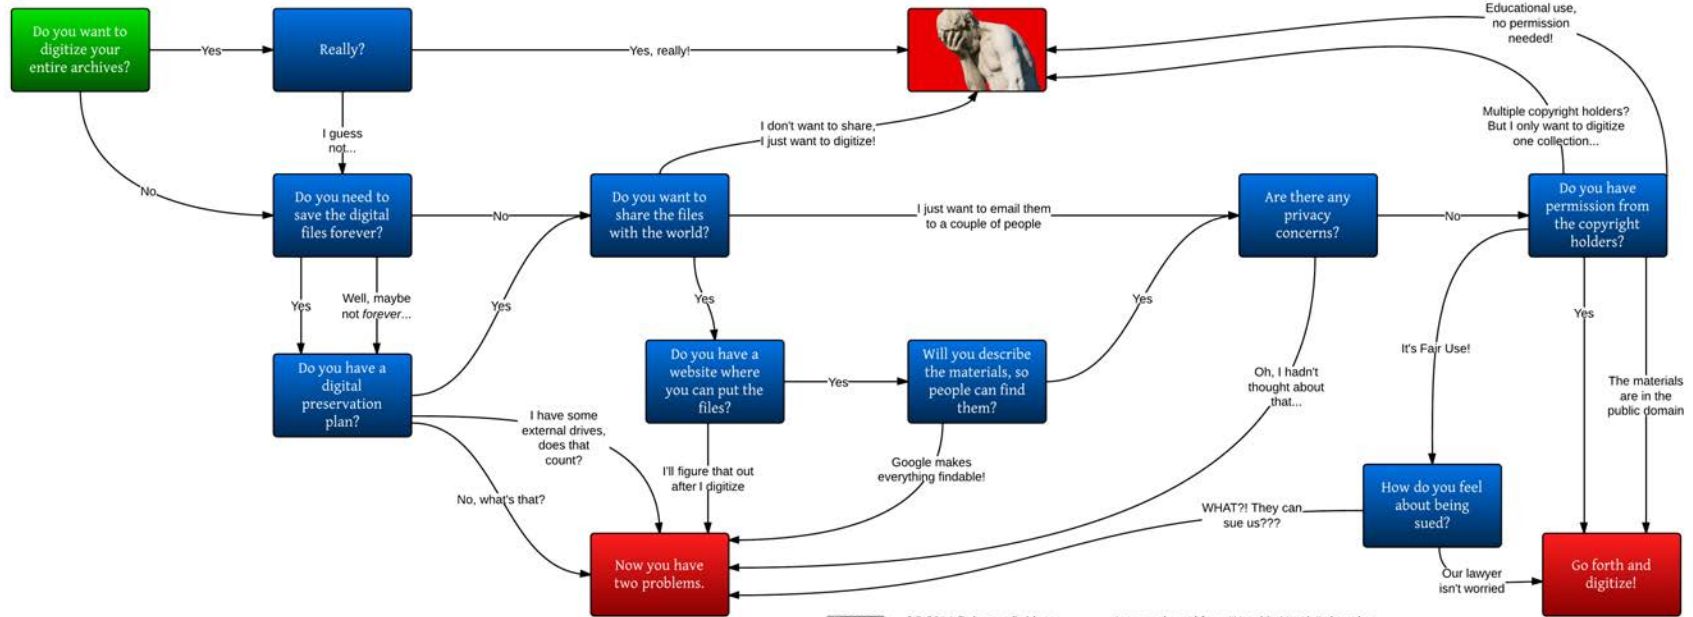 Do you want to
digitize your
entire archives?
Yes
Really?
Yes, really!
Educational use,
no permission
needed!
I guess
not...
I don't want to share,
I just want to digitize!
Multiple copyright holders?
But I only want to digitize
one collection...
No
Do you need to
save the digital
files forever?
No
Do you want to
share the files
with the world?
I just want to email them
to a couple of people
Are there any
privacy
concerns?
No
Do you have
permission from
the copyright
holders?
Yes
Well, maybe
not forever...
Yes
Yes
Yes
Yes
It's Fair Use!
Do you have a
digital
preservation
plan?
Do you have a
website where
you can put the
files?
Yes
Will you describe
the materials, so
people can find
them?
Oh, I hadn't
thought about
that...
The materials
are in the
public domain
I have some
external drives,
does that
count?
No, what's that?
I'll figure that out
after I digitize
Google makes
everything findable!
How do you feel
about being
sued?
WHAT?! They can
sue us???
Now you have
two problems.
Our lawyer
isn't worried
Go forth and
digitize!